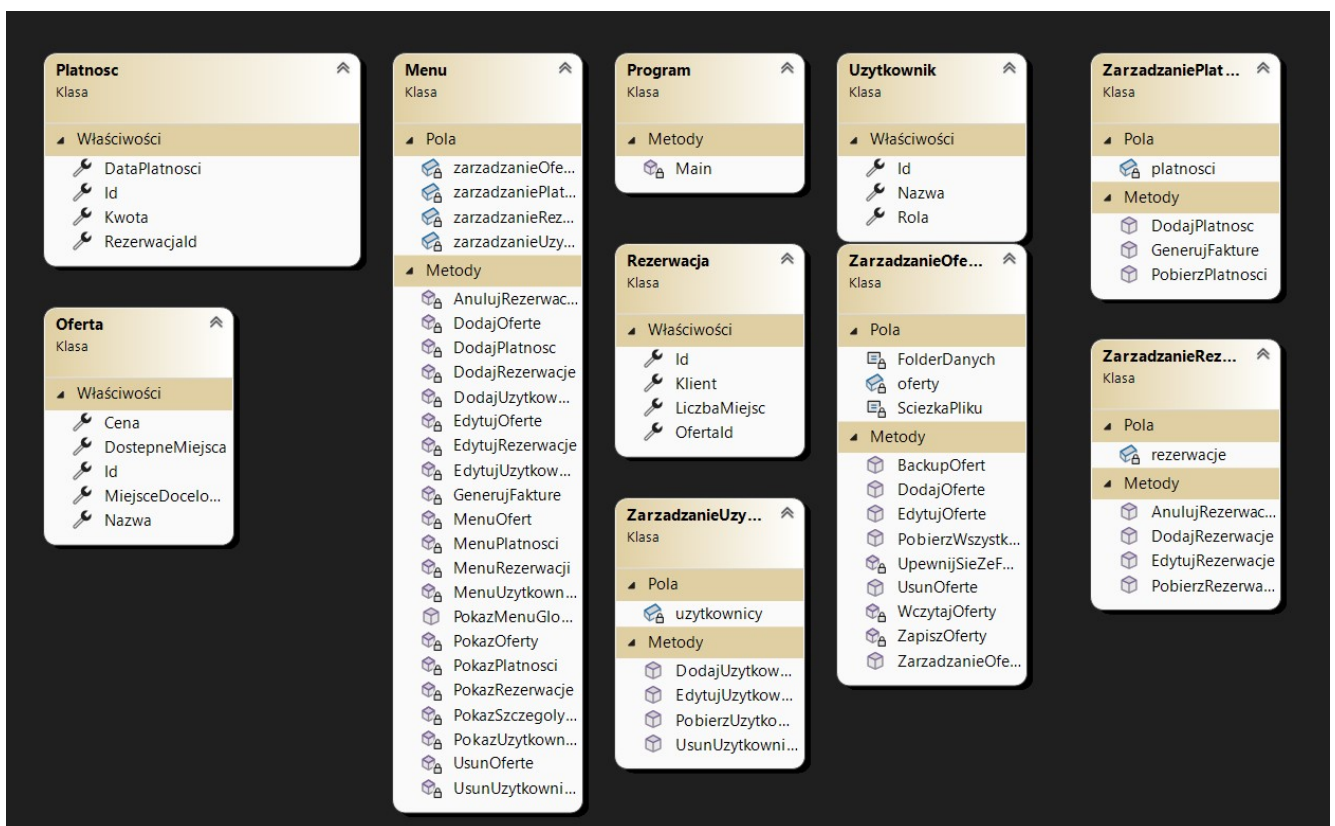 Platnosc
Klasa
Właściwości
DataPlatnosci
Id
Kwota
RezerwacjaId
Oferta
Klasa
Właściwości
Cena
DostepneMiejsca
Id
MiejsceDocelo...
Nazwa
Menu
Klasa
Pola
zarzadzanieOfe...
zarzadzaniePlat...
zarzadzanieRez...
zarzadzanieUzy...
Metody
AnulujRezerwac...
DodajOferte
DodajPlatnosc
DodajRezerwacje
DodajUzytkow...
EdytujOferte
EdytujRezerwacje
EdytujUzytkow...
GenerujFakture
MenuOfert
MenuPlatnosci
MenuRezerwacji
MenuUzytkown...
PokazMenuGlo...
PokazOferty
PokazPlatnosci
PokazRezerwacje
PokazSzczegoly...
PokazUzytkown...
UsunOferte
UsunUzytkowni...
Program
Klasa
Metody
Main
Rezerwacja
Klasa
Właściwości
Id
Klient
LiczbaMiejsc
OfertaId
ZarzadzanieUzy...
Klasa
Pola
uzytkownicy
Metody
DodajUzytkow...
EdytujUzytkow...
PobierzUzytko...
UsunUzytkowni...
Uzytkownik
Klasa
Właściwości
Id
Nazwa
Rola
ZarzadzanieOfe...
Klasa
Pola
FolderDanych
oferty
SciezkaPliku
Metody
BackupOfert
DodajOferte
EdytujOferte
PobierzWszystk...
UpewnijSieZeF...
UsunOferte
WczytajOferty
ZapiszOferty
ZarzadzanieOfe...
ZarzadzaniePlat...
Klasa
Pola
platnosci
Metody
DodajPlatnosc
GenerujFakture
PobierzPlatnosci
ZarzadzanieRez...
Klasa
Pola
rezerwacje
Metody
AnulujRezerwac...
DodajRezerwacje
EdytujRezerwacje
PobierzRezerwa...